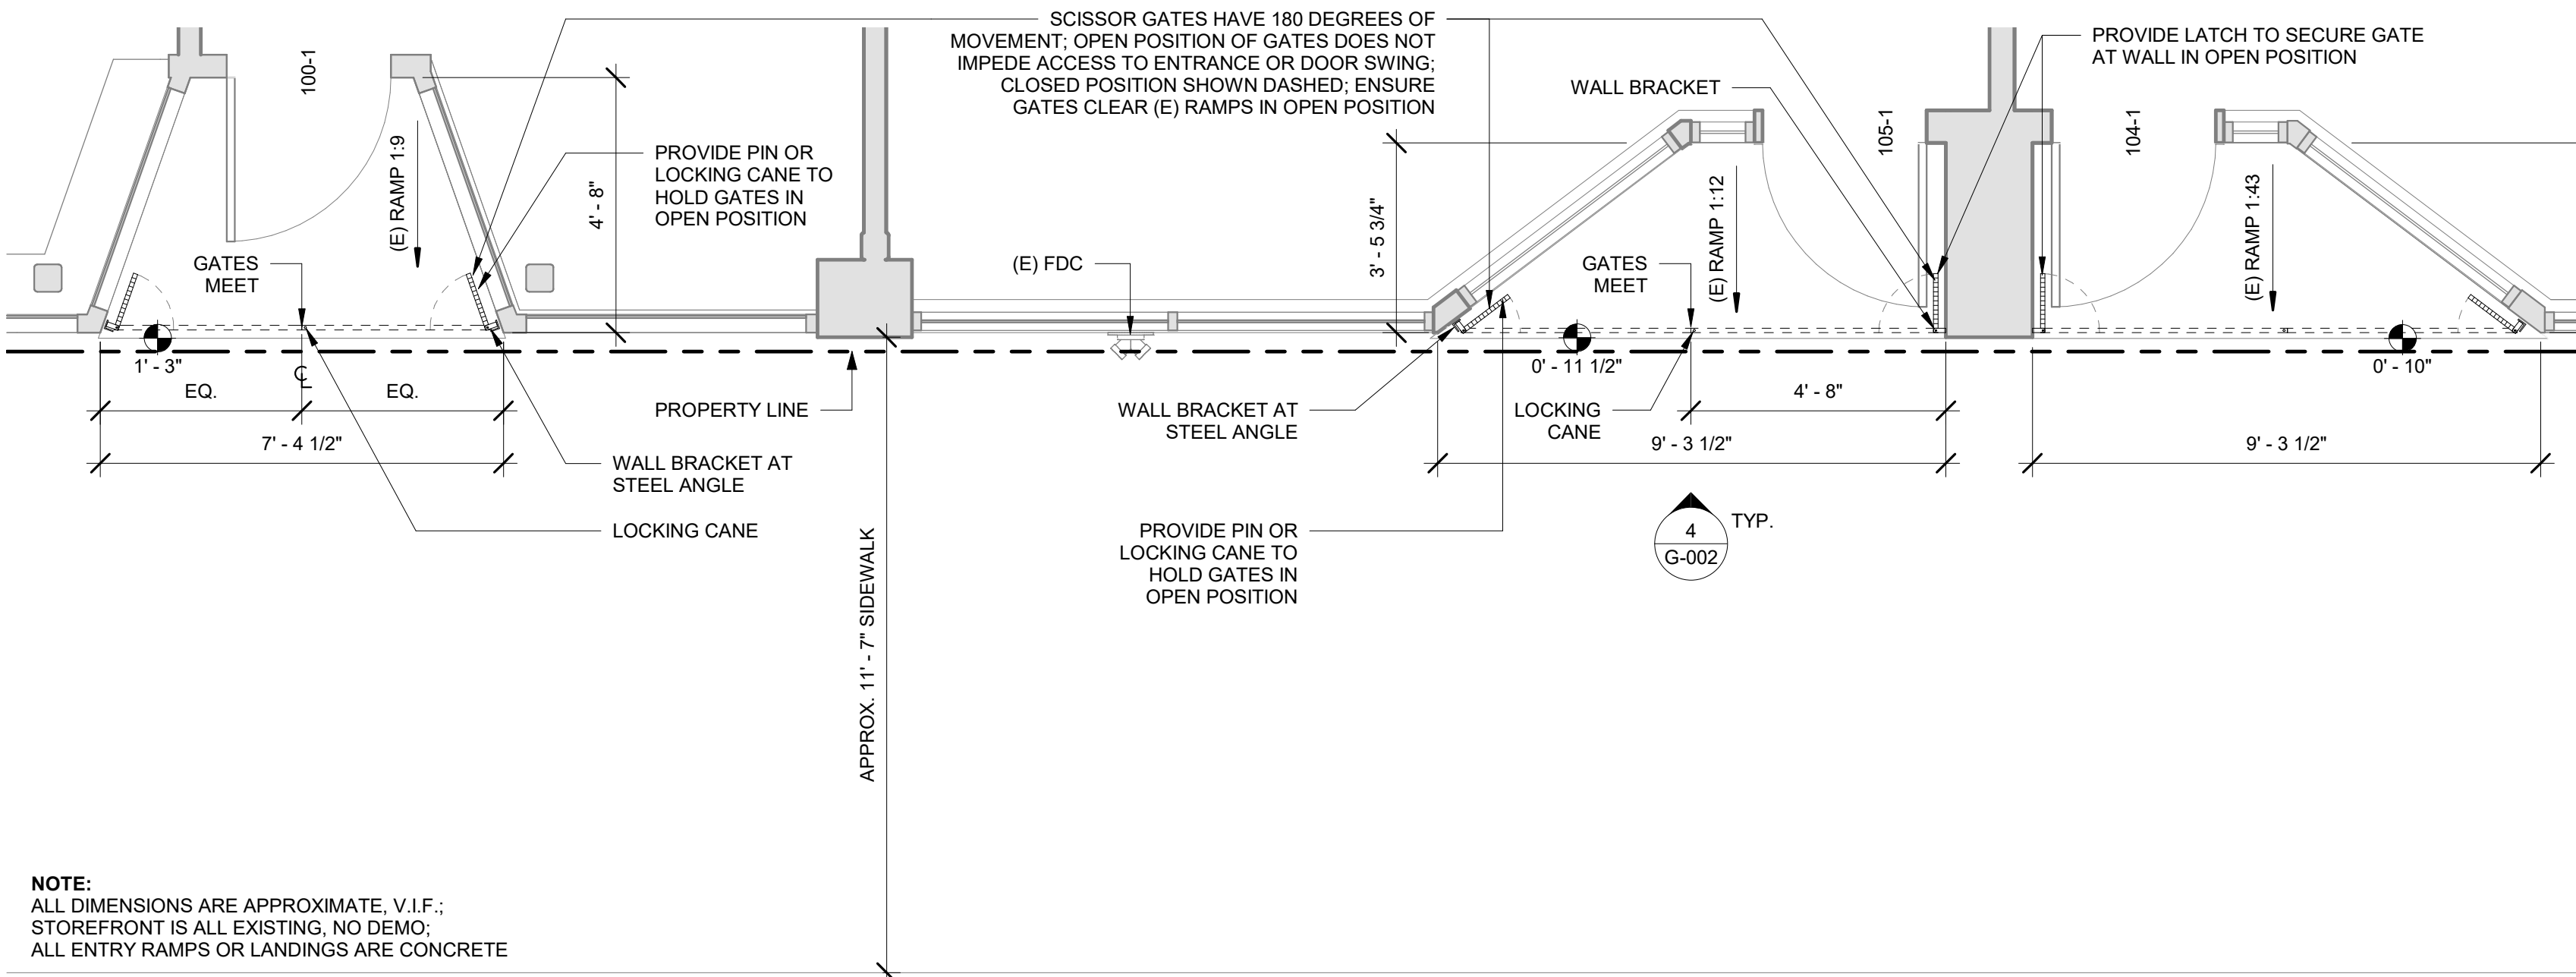 SCISSOR GATES HAVE 180 DEGREES OF
MOVEMENT; OPEN POSITION OF GATES DOES NOT
IMPEDE ACCESS TO ENTRANCE OR DOOR SWING;
CLOSED POSITION SHOWN DASHED; ENSURE
GATES CLEAR (E) RAMPS IN OPEN POSITION
PROVIDE LATCH TO SECURE GATE
AT WALL IN OPEN POSITION
WALL BRACKET
100-1
105-1
104-1
(E) RAMP 1:9
PROVIDE PIN OR
LOCKING CANE TO
HOLD GATES IN
OPEN POSITION
4' - 8"
3' - 5 3/4"
(E) RAMP 1:12
(E) RAMP 1:43
GATES
MEET
(E) FDC
GATES
MEET
1' - 3"
CL
0' - 11 1/2"
0' - 10"
EQ.
EQ.
4' - 8"
PROPERTY LINE
WALL BRACKET AT
STEEL ANGLE
LOCKING
CANE
7' - 4 1/2"
9' - 3 1/2"
9' - 3 1/2"
WALL BRACKET AT
STEEL ANGLE
LOCKING CANE
PROVIDE PIN OR
LOCKING CANE TO
HOLD GATES IN
OPEN POSITION
4
G-002
TYP.
APPROX. 11' - 7" SIDEWALK
NOTE:
ALL DIMENSIONS ARE APPROXIMATE, V.I.F.;
STOREFRONT IS ALL EXISTING, NO DEMO;
ALL ENTRY RAMPS OR LANDINGS ARE CONCRETE